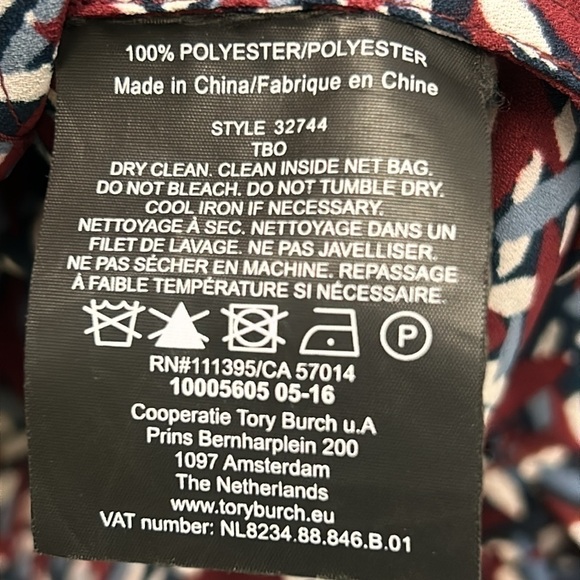 100% POLYESTER/POLYESTER
Made in China/Fabrique en Chine
STYLE 32744
TBO
DRY CLEAN. CLEAN INSIDE NET BAG.
DO NOT BLEACH. DO NOT TUMBLE DRY.
COOL IRON IF NECESSARY.
NETTOYAGE À SEC. NETTOYAGE DANS UN
FILET DE LAVAGE. NE PAS JAVELLISER.
NE PAS SÉCHER EN MACHINE. REPASSAGE
À FAIBLE TEMPÉRATURE SI NÉCESSAIRE.
P
RN#111395/CA 57014
10005605 05-16
Cooperatie Tory Burch u.A
Prins Bernharplein 200
1097 Amsterdam
The Netherlands
www.toryburch.eu
VAT number: NL8234.88.846.B.01